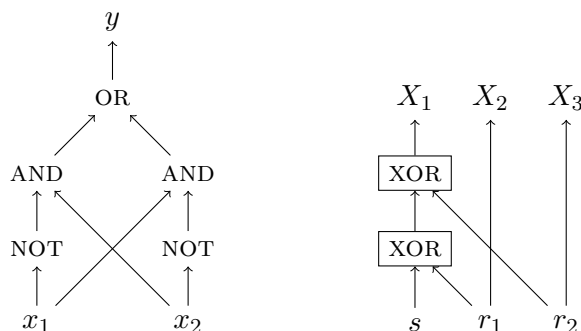 y
OR
X₁ X₂ X₃
AND AND
XOR
NOT NOT
XOR
x₁ x₂
s r₁ r₂